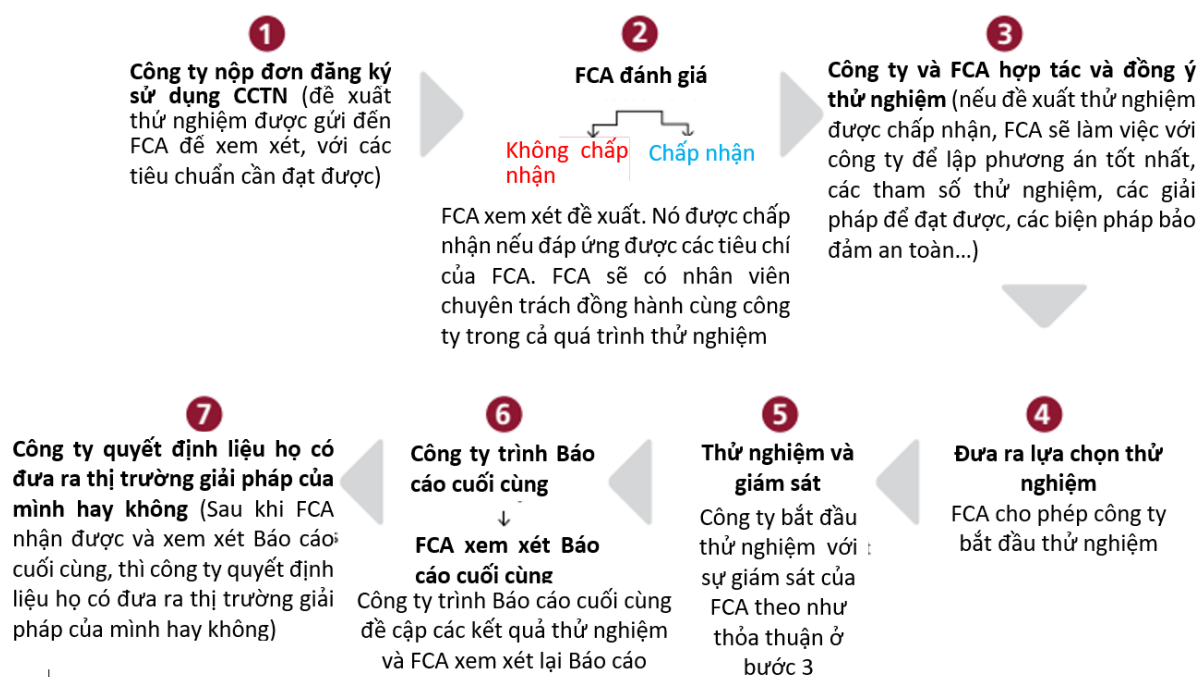 1
Công ty nộp đơn đăng ký
sử dụng CCTN (đề xuất
thử nghiệm được gửi đến
FCA để xem xét, với các
tiêu chuẩn cần đạt được)
2
FCA đánh giá
Không chấp
nhận
Chấp nhận
FCA xem xét đề xuất. Nó được chấp
nhận nếu đáp ứng được các tiêu chí
của FCA. FCA sẽ có nhân viên
chuyên trách đồng hành cùng công
ty trong cả quá trình thử nghiệm
3
Công ty và FCA hợp tác và đồng ý
thử nghiệm (nếu đề xuất thử nghiệm
được chấp nhận, FCA sẽ làm việc với
công ty để lập phương án tốt nhất,
các tham số thử nghiệm, các giải
pháp để đạt được, các biện pháp bảo
đảm an toàn...)
4
Đưa ra lựa chọn thử
nghiệm
FCA cho phép công ty
bắt đầu thử nghiệm
5
Thử nghiệm và
giám sát
Công ty bắt đầu
thử nghiệm với
sự giám sát của
FCA theo như
thỏa thuận ở
bước 3
6
Công ty trình Báo
cáo cuối cùng
FCA xem xét Báo
cáo cuối cùng
Công ty trình Báo cáo cuối cùng
đề cập các kết quả thử nghiệm
và FCA xem xét lại Báo cáo
7
Công ty quyết định liệu họ có
đưa ra thị trường giải pháp của
mình hay không (Sau khi FCA
nhận được và xem xét Báo cáo
cuối cùng, thì công ty quyết định
liệu họ có đưa ra thị trường giải
pháp của mình hay không)